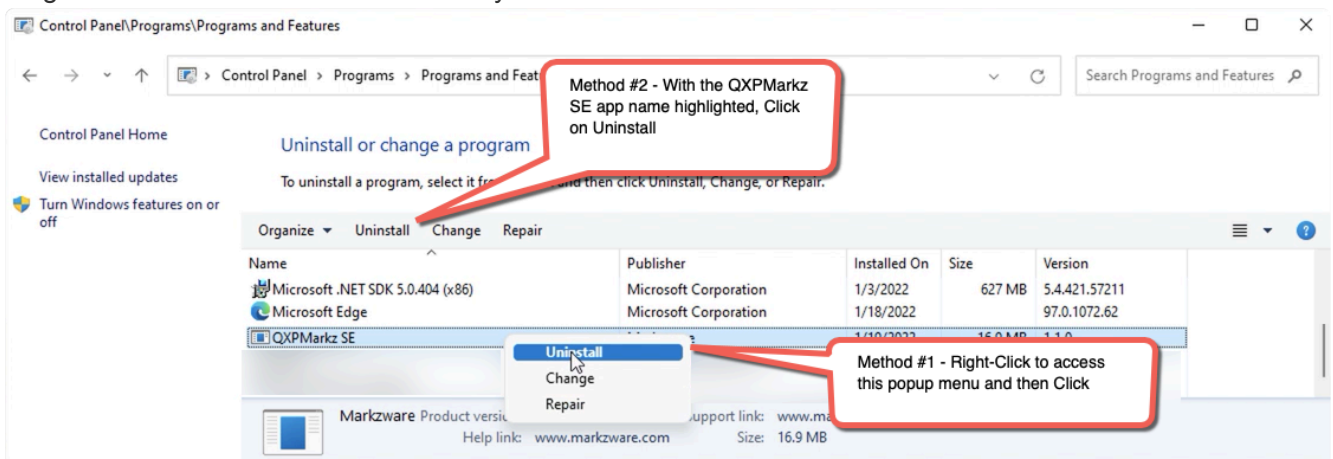 Control Panel\Programs\Programs and Features
Control Panel > Programs > Programs and Feat
Search Programs and Features
Method #2 - With the QXPMarkz
SE app name highlighted, Click
on Uninstall
Control Panel Home
View installed updates
Turn Windows features on or
off
Uninstall or change a program
To uninstall a program, select it and then click Uninstall, Change, or Repair.
Organize Uninstall Change Repair
Name Publisher Installed On Size Version
Microsoft .NET SDK 5.0.404 (x86) Microsoft Corporation 1/3/2022 627 MB 5.4.421.57211
Microsoft Edge Microsoft Corporation 1/18/2022 97.0.1072.62
QXPMarkz SE
Uninstall
Change
Repair
Method #1 - Right-Click to access
this popup menu and then Click
Markzware Product support link:
Help link: www.markzware.com Size: 16.9 MB